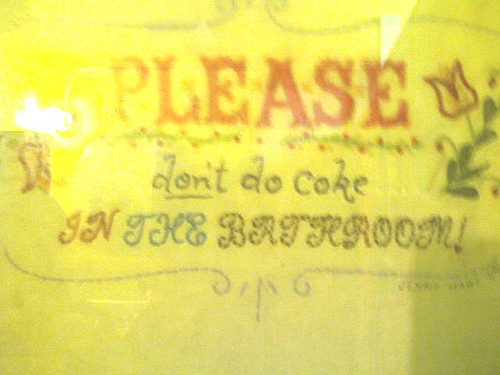 PLEASE
don't do coke
IN THE BATHROOM!